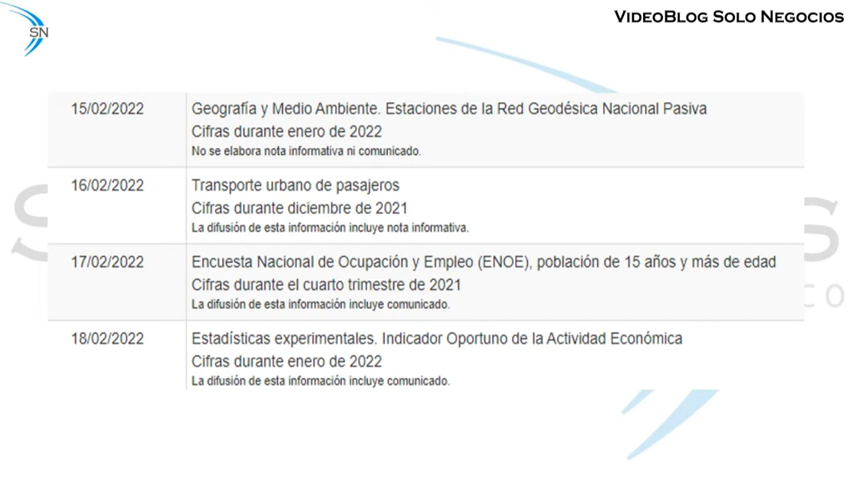 SN
VideoBlog Solo Negocios
15/02/2022
Geografía y Medio Ambiente. Estaciones de la Red Geodésica Nacional Pasiva
Cifras durante enero de 2022
No se elabora nota informativa ni comunicado.
16/02/2022
Transporte urbano de pasajeros
Cifras durante diciembre de 2021
La difusión de esta información incluye nota informativa.
17/02/2022
Encuesta Nacional de Ocupación y Empleo (ENOE), población de 15 años y más de edad
Cifras durante el cuarto trimestre de 2021
La difusión de esta información incluye comunicado.
18/02/2022
Estadísticas experimentales. Indicador Oportuno de la Actividad Económica
Cifras durante enero de 2022
La difusión de esta información incluye comunicado.